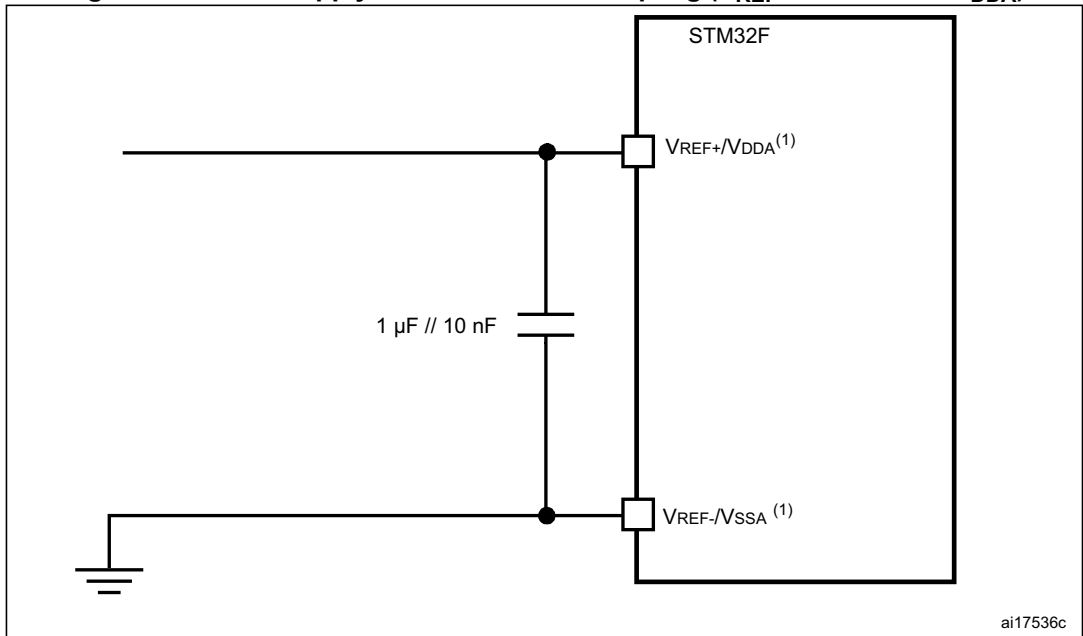 STM32F
VREF+/VDDA(1)
1 µF // 10 nF
VREF-/VSSA (1)
ai17536c